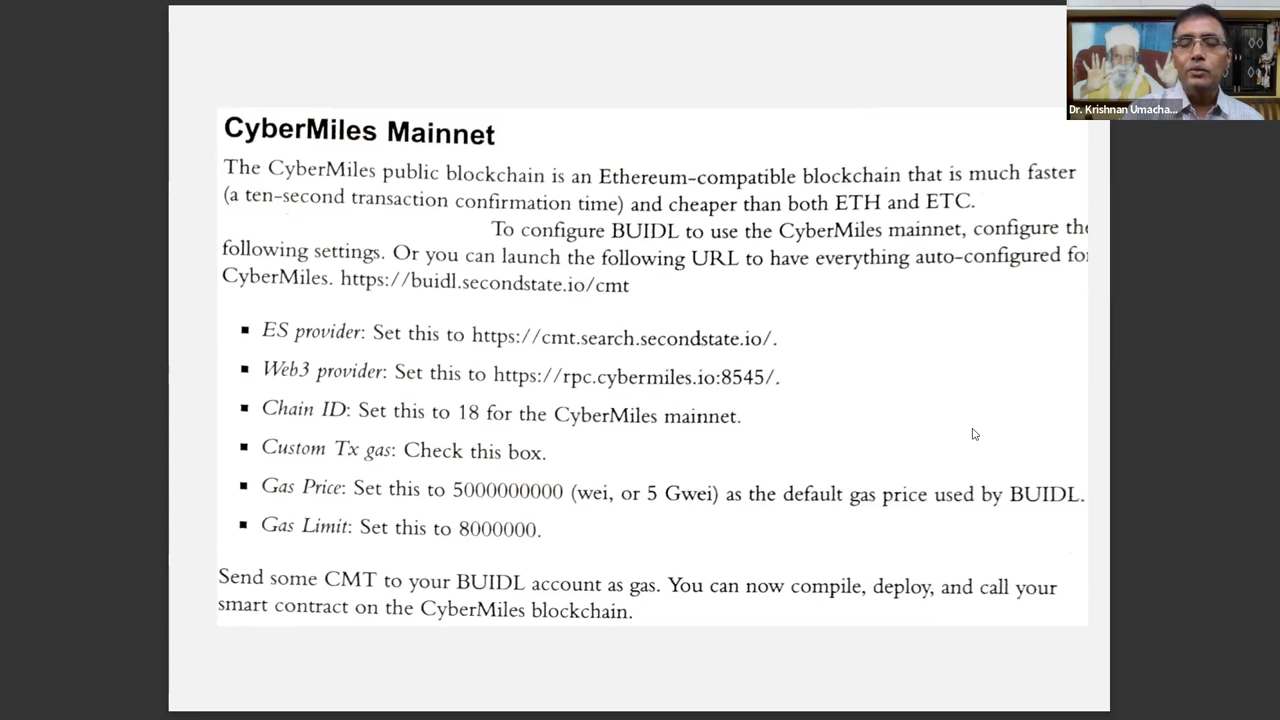 CyberMiles Mainnet
The CyberMiles public blockchain is an Ethereum-compatible blockchain that is much faster
(a ten-second transaction confirmation time) and cheaper than both ETH and ETC.
To configure BUIDL to use the CyberMiles mainnet, configure the
following settings. Or you can launch the following URL to have everything auto-configured for
CyberMiles. https://buidl.secondstate.io/cmt
▪ ES provider: Set this to https://cmt.search.secondstate.io/.
▪ Web3 provider: Set this to https://rpc.cybermiles.io:8545/.
▪ Chain ID: Set this to 18 for the CyberMiles mainnet.
▪ Custom Tx gas: Check this box.
▪ Gas Price: Set this to 5000000000 (wei, or 5 Gwei) as the default gas price used by BUIDL.
▪ Gas Limit: Set this to 8000000.
Send some CMT to your BUIDL account as gas. You can now compile, deploy, and call your
smart contract on the CyberMiles blockchain.
Dr. Krishnan Umacha...